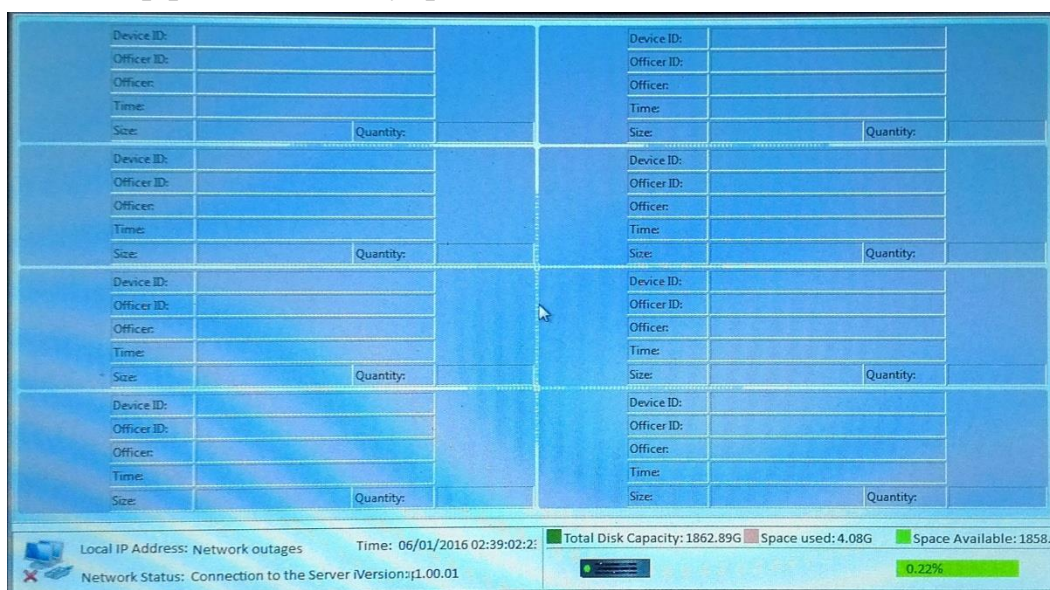 Device ID:
Officer ID:
Officer:
Time:
Size: Quantity:
Device ID:
Officer ID:
Officer:
Time:
Size: Quantity:
Device ID:
Officer ID:
Officer:
Time:
Size: Quantity:
Device ID:
Officer ID:
Officer:
Time:
Size: Quantity:
Device ID:
Officer ID:
Officer:
Time:
Size: Quantity:
Device ID:
Officer ID:
Officer:
Time:
Size: Quantity:
Device ID:
Officer ID:
Officer:
Time:
Size: Quantity:
Device ID:
Officer ID:
Officer:
Time:
Size: Quantity:
Local IP Address: Network outages Time: 06/01/2016 02:39:02:2
Network Status: Connection to the Server Version: 1.00.01
Total Disk Capacity: 1862.89G Space used: 4.08G Space Available: 1858.
0.22%